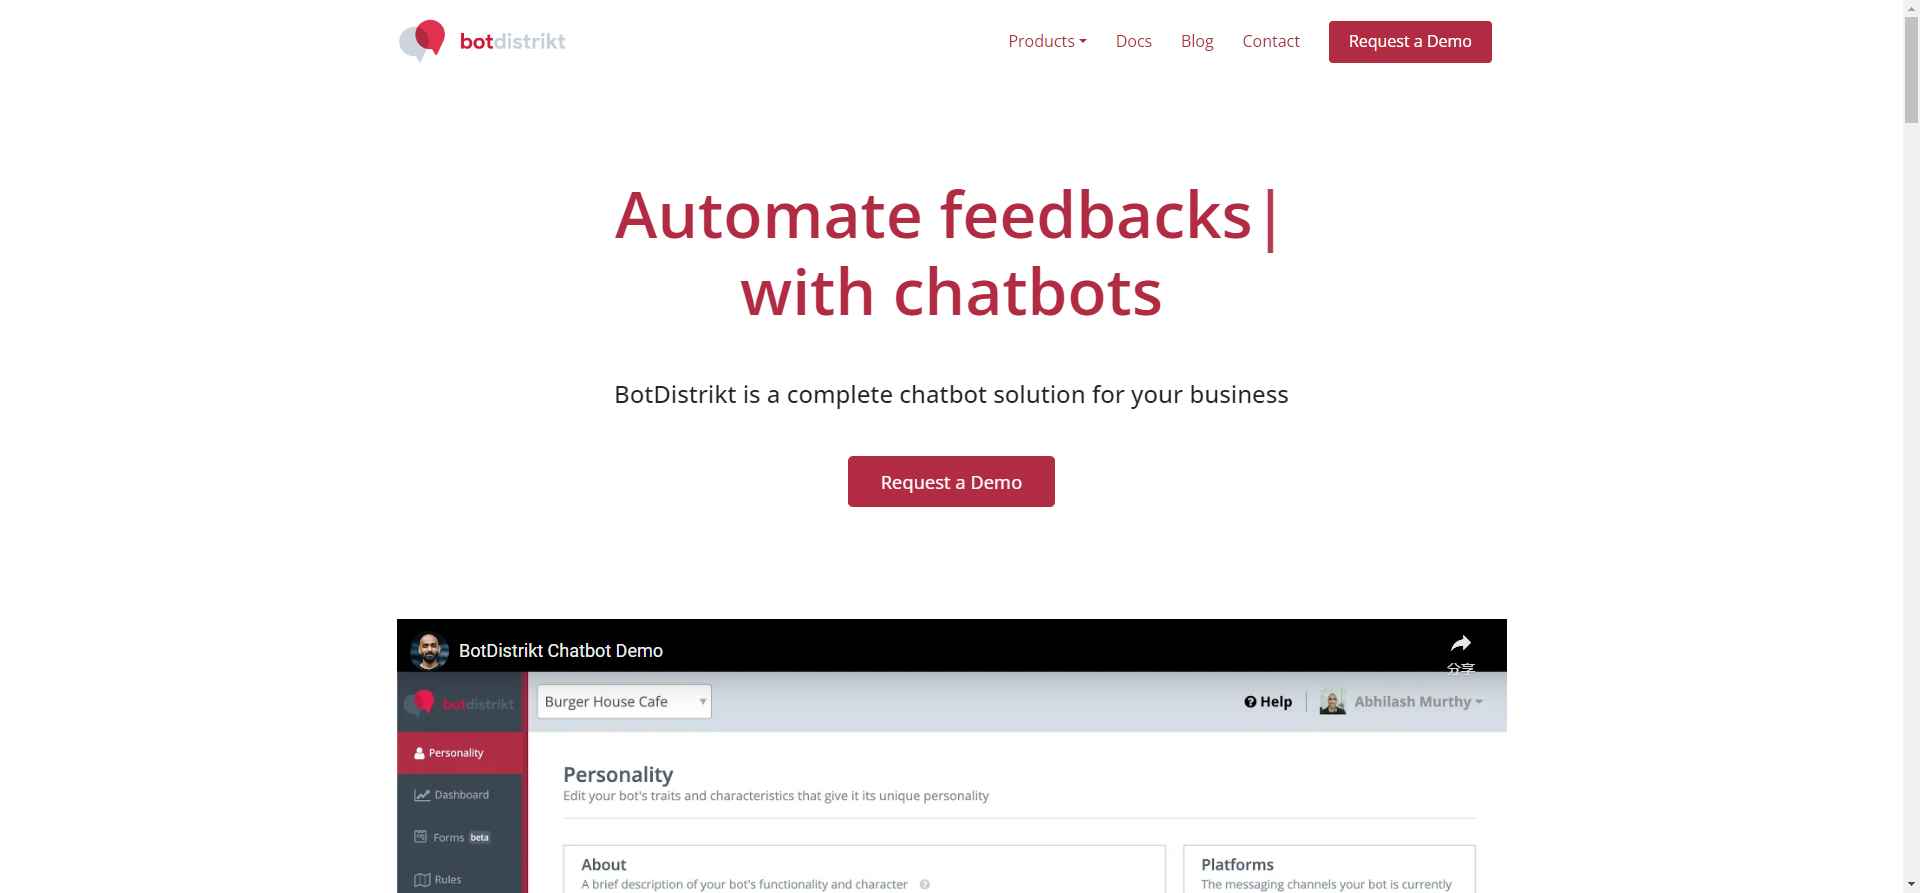 botdistrikt
Products Docs Blog Contact Request a Demo
Automate feedbacks|
with chatbots
BotDistrikt is a complete chatbot solution for your business
Request a Demo
BotDistrikt Chatbot Demo
分享
botdistrikt
Burger House Cafe
Help
Abhilash Murthy
Personality
Dashboard
Forms beta
Rules
Personality
Edit your bot's traits and characteristics that give it its unique personality
About
A brief description of your bot's functionality and character
Platforms
The messaging channels your bot is currently